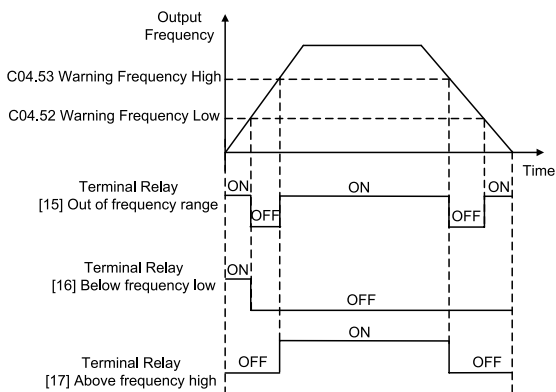 Output
Frequency
C04.53 Warning Frequency High
C04.52 Warning Frequency Low
Time
Terminal Relay
[15] Out of frequency range
ON
OFF
ON
OFF
ON
Terminal Relay
[16] Below frequency low
ON
OFF
Terminal Relay
[17] Above frequency high
OFF
ON
OFF